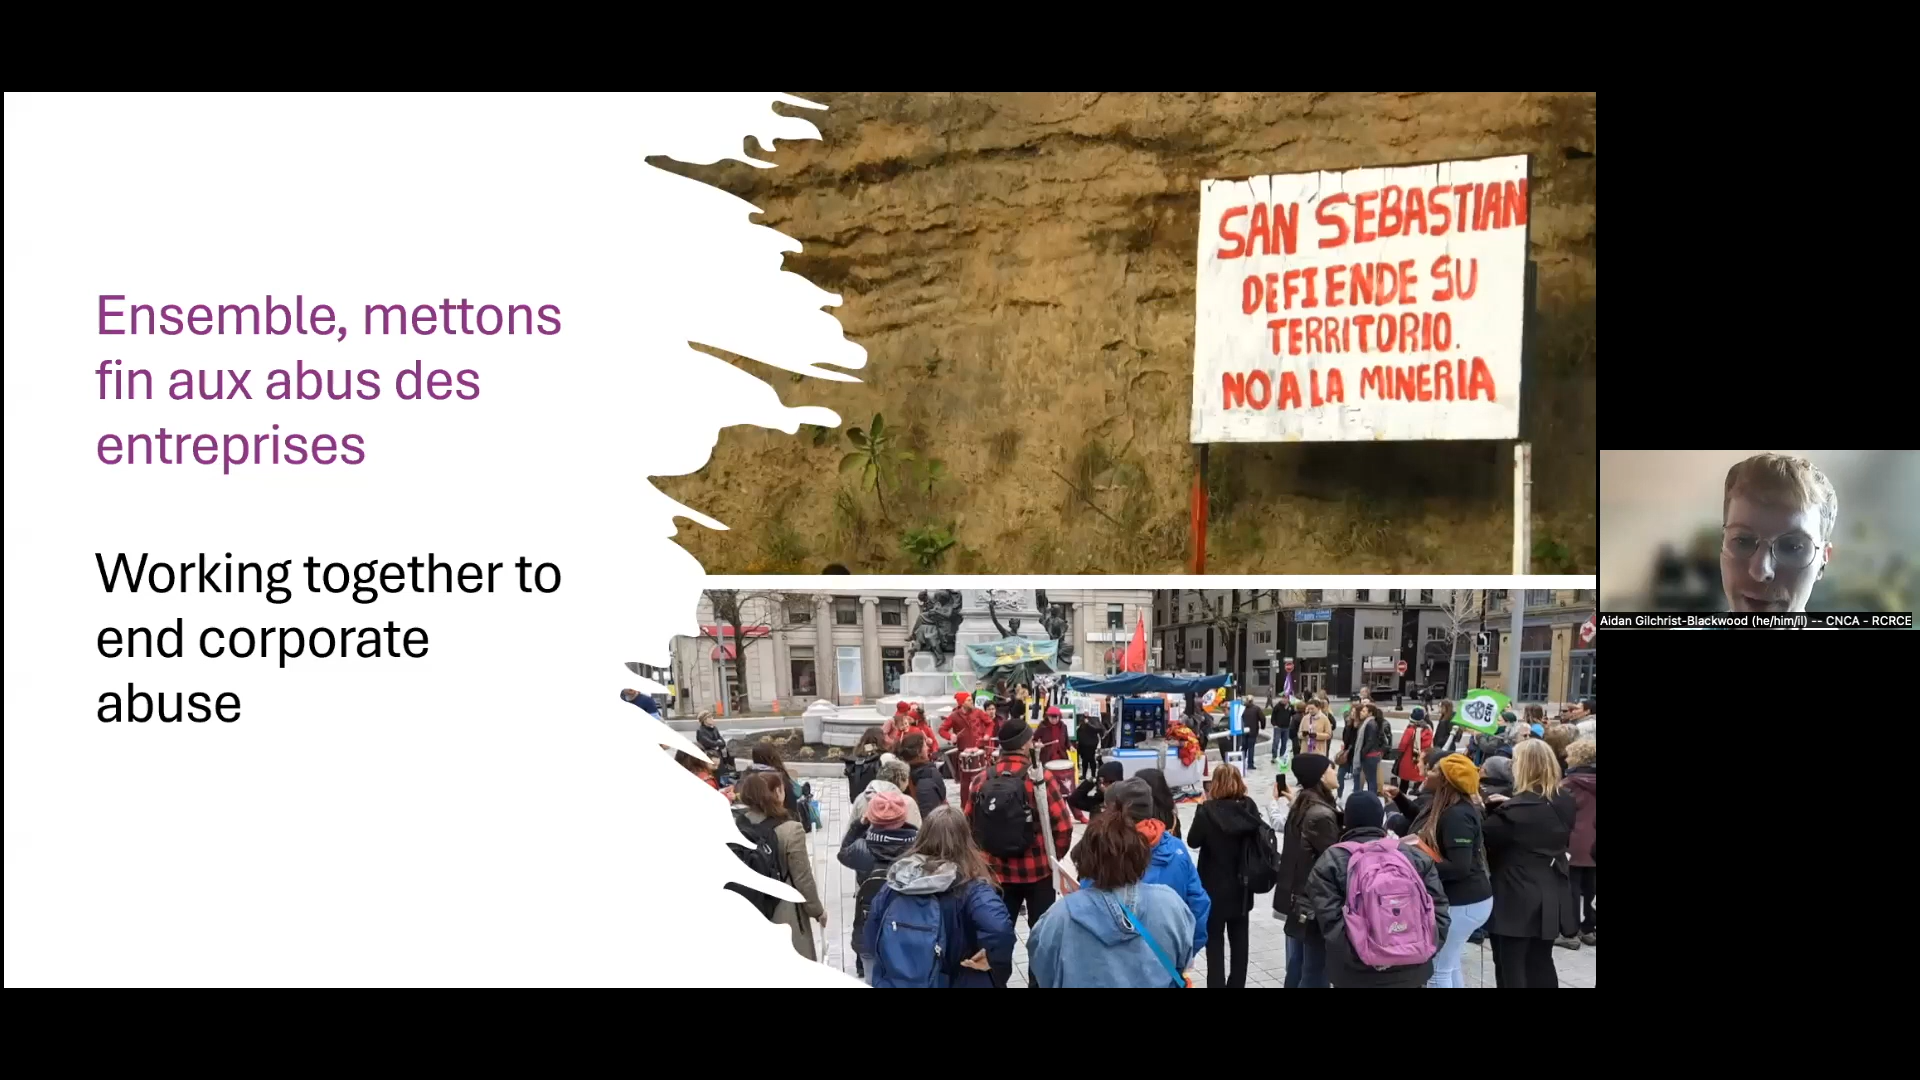 Ensemble, mettons
fin aux abus des
entreprises
Working together to
end corporate
abuse
SAN SEBASTIAN
DEFIENDE SU
TERRITORIO.
NO A LA MINERIA
CSN
Aidan Gilchrist-Blackwood (he/him/il) -- CNCA - RCRCE